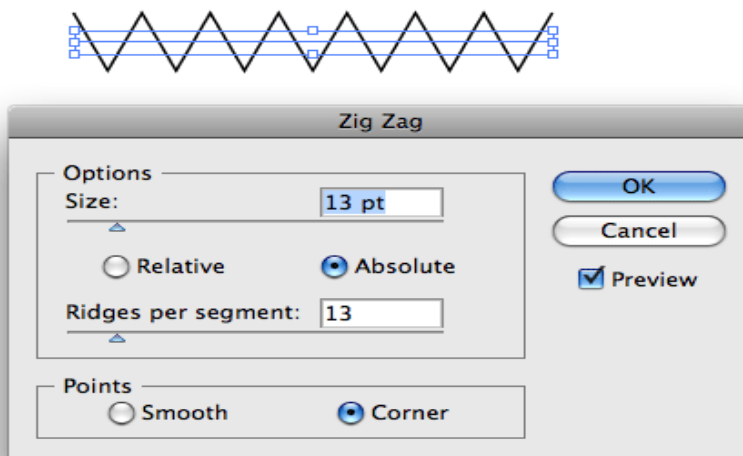 Zig Zag
Options
Size: 13 pt
Relative Absolute
Ridges per segment: 13
Points
Smooth Corner
OK
Cancel
Preview